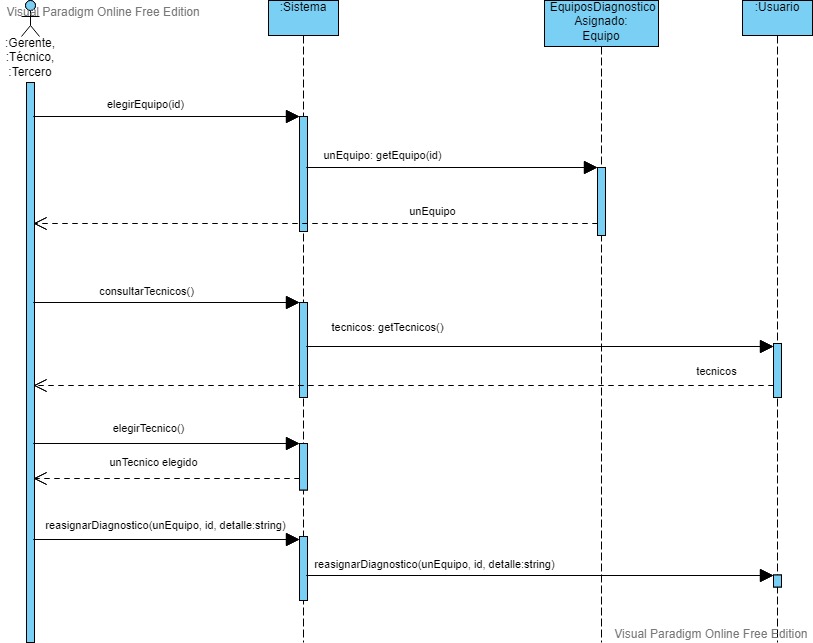 Visual Paradigm Online Free Edition
:Gerente,
:Técnico,
:Tercero
:Sistema
EquiposDiagnostico
Asignado:
Equipo
:Usuario
elegirEquipo(id)
unEquipo: getEquipo(id)
unEquipo
consultarTecnicos()
tecnicos: getTecnicos()
tecnicos
elegirTecnico()
unTecnico elegido
reasignarDiagnostico(unEquipo, id, detalle:string)
reasignarDiagnostico(unEquipo, id, detalle:string)
Visual Paradigm Online Free Edition